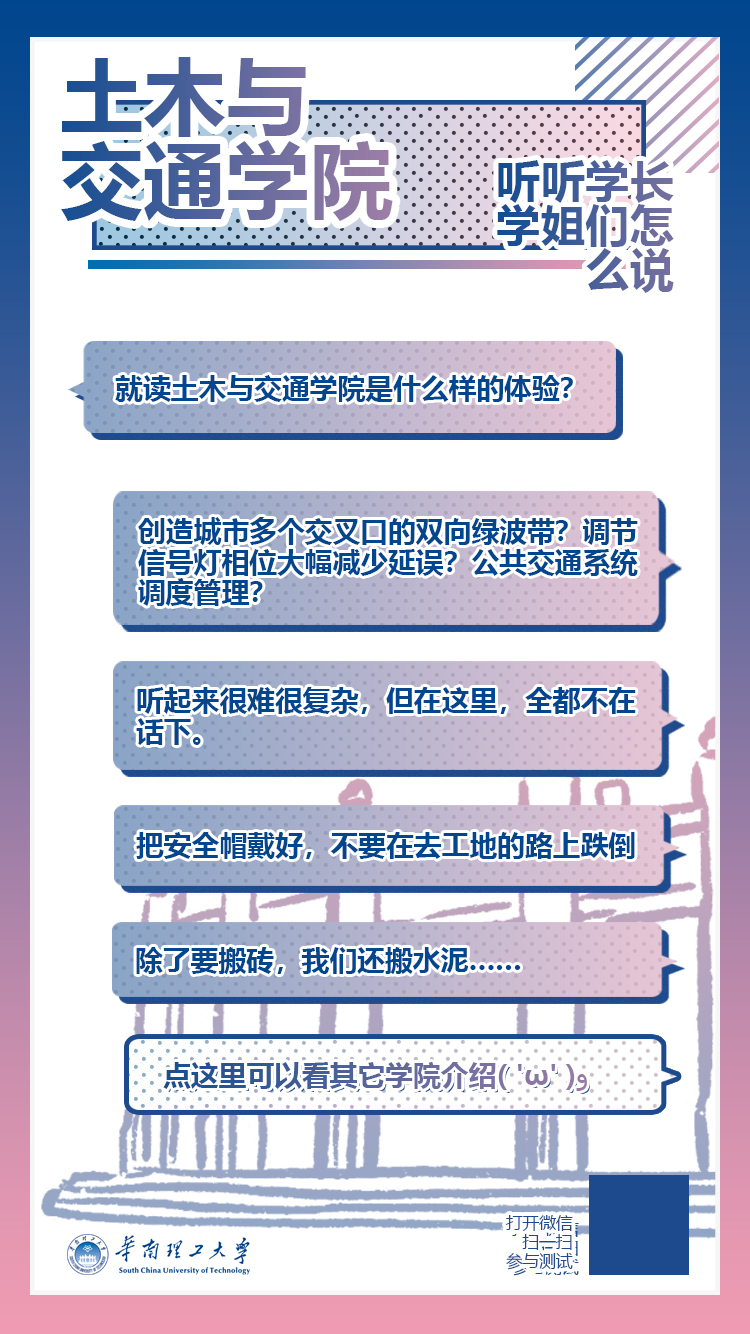 土木与
交通学院
听听学长
学姐们怎
么说
就读土木与交通学院是什么样的体验?
创造城市多个交叉口的双向绿波带?调节
信号灯相位大幅减少延误?公共交通系统
调度管理?
听起来很难很复杂，但在这里，全都不在
话下。
把安全帽戴好，不要在去工地的路上跌倒
除了要搬砖，我们还搬水泥……
点这里可以看其它学院介绍( 'ω' )و
打开微信
扫一扫
参与测试
華南理工大学
South China University of Technology